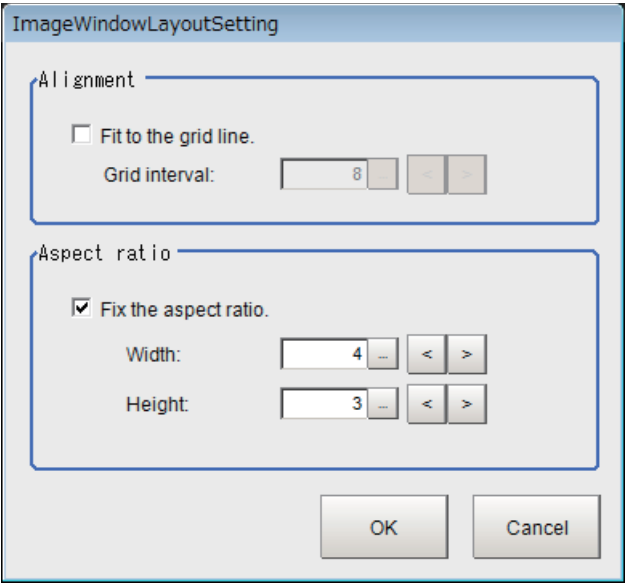 ImageWindowLayoutSetting
Alignment
Fit to the grid line.
Grid interval: 8 ... < >
Aspect ratio
Fix the aspect ratio.
Width: 4 ... < >
Height: 3 ... < >
OK Cancel